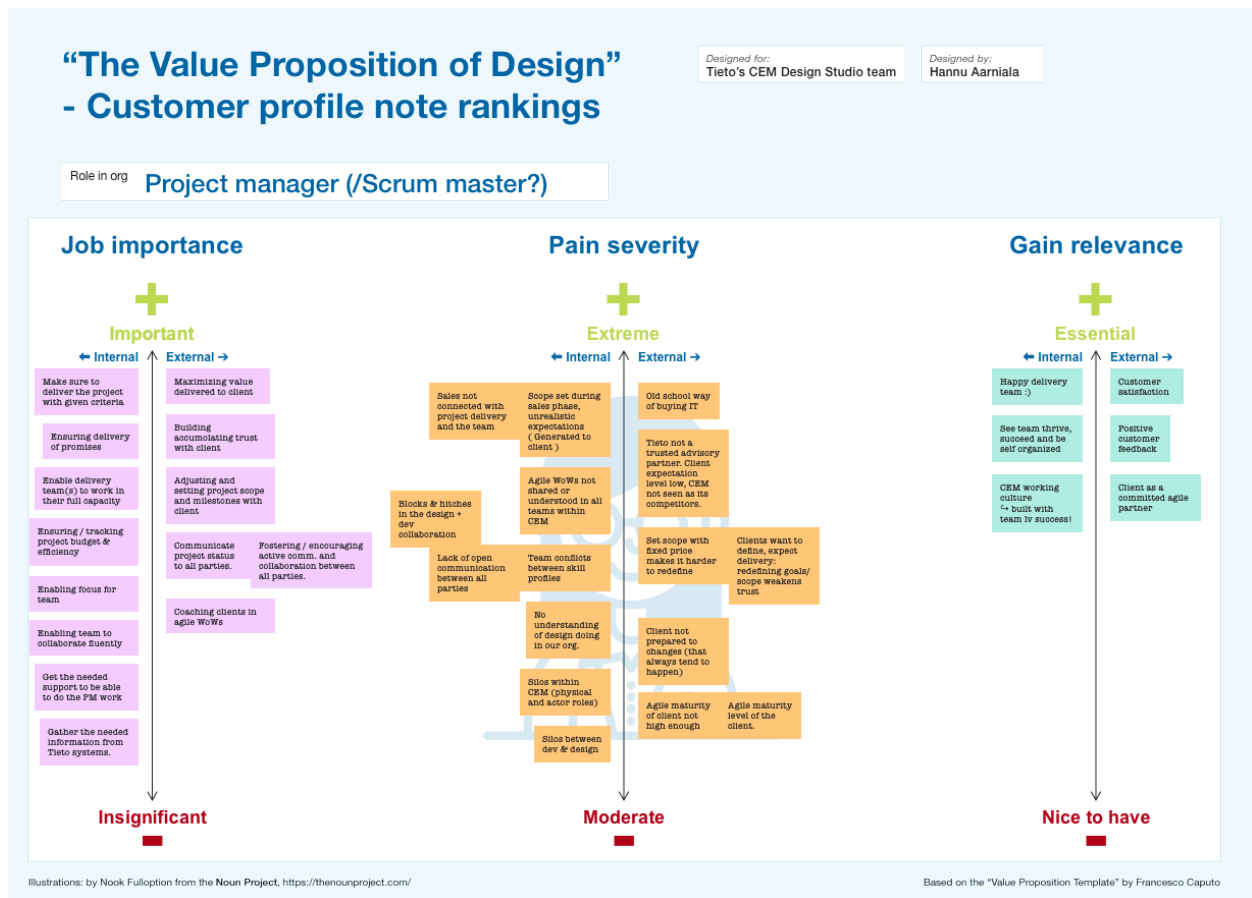 “The Value Proposition of Design”
- Customer profile note rankings
Designed for:
Tieto’s CEM Design Studio team
Designed by:
Hannu Aarniala
Role in org
Project manager (/Scrum master?)
Job importance
Important
Internal
External
Make sure to
deliver the project
with given criteria
Ensuring delivery
of promises
Enable delivery
team(s) to work in
their full capacity
Ensuring / tracking
project budget &
efficiency
Enabling focus for
team
Enabling team to
collaborate fluently
Get the needed
support to be able
to do the PM work
Gather the needed
information from
Tieto systems.
Maximizing value
delivered to client
Building
accumolating trust
with client
Adjusting and
setting project scope
and milestones with
client
Communicate
project status
to all parties.
Fostering / encouraging
active comm. and
collaboration between
all parties.
Coaching clients in
agile WoWs
Insignificant
Pain severity
Extreme
Internal
External
Sales not
connected with
project delivery
and the team
Scope set during
sales phase,
unrealistic
expectations
( Generated to
client )
Agile WoWs not
shared or
understood in all
teams within
CEM
Blocks & hitches
in the design +
dev
collaboration
Lack of open
communication
between all
parties
Team conflicts
between skill
profiles
No
understanding
of design doing
in our org.
Silos within
CEM (physical
and actor roles)
Silos between
dev & design
Old school way
of buying IT
Tieto not a
trusted advisory
partner. Client
expectation
level low, CEM
not seen as its
competitors.
Set scope with
fixed price
makes it harder
to redefine
Clients want to
define, expect
delivery:
redefining goals/
scope weakens
trust
Client not
prepared to
changes (that
always tend to
happen)
Agile maturity
of client not
high enough
Agile maturity
level of the
client.
Moderate
Gain relevance
Essential
Internal
External
Happy delivery
team :)
See team thrive,
succeed and be
self organized
CEM working
culture
↪ built with
team lv success!
Customer
satisfaction
Positive
customer
feedback
Client as a
committed agile
partner
Nice to have
Illustrations: by Nook Fulloption from the Noun Project, https://thenounproject.com/
Based on the “Value Proposition Template” by Francesco Caputo